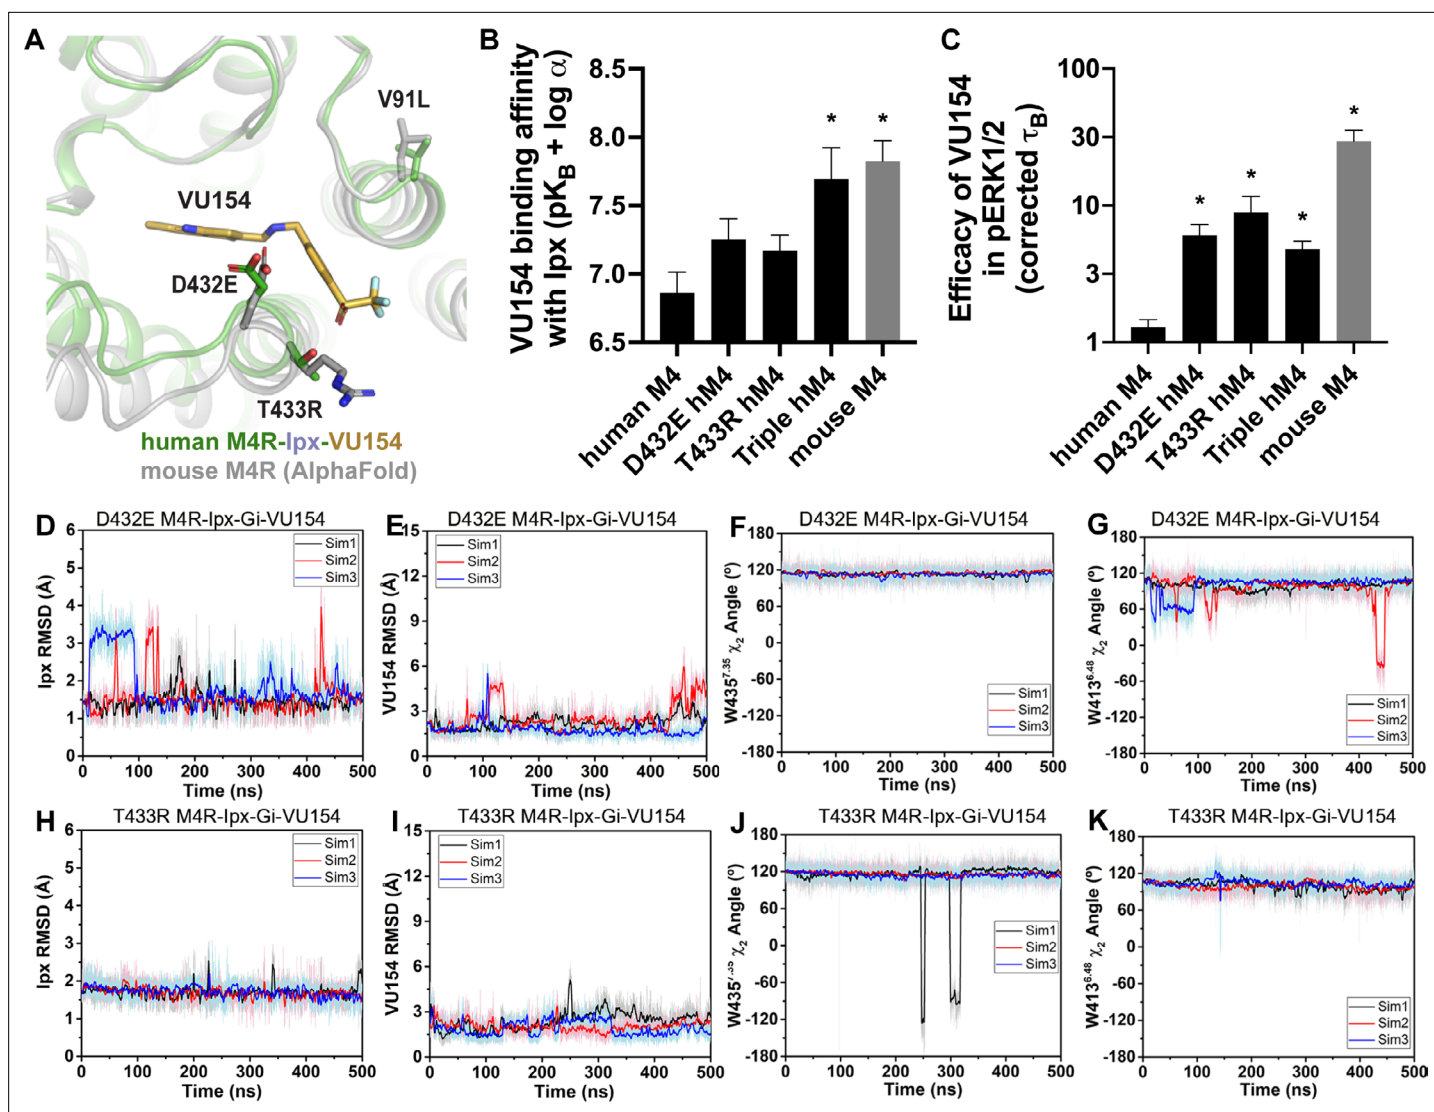 A
V91L
VU154
D432E
T433R
human M4R-Ipx-VU154
mouse M4R (AlphaFold)
B
VU154 binding affinity
with Ipx (pKB + log α)
8.5
8.0
7.5
7.0
6.5
*
*
human M4
D432E hM4
T433R hM4
Triple hM4
mouse M4
C
Efficacy of VU154
in pERK1/2
(corrected τB)
100
30
10
3
1
*
*
*
*
human M4
D432E hM4
T433R hM4
Triple hM4
mouse M4
D
D432E M4R-Ipx-Gi-VU154
Ipx RMSD (Å)
6
5
4
3
2
1
0
Sim1
Sim2
Sim3
0 100 200 300 400 500
Time (ns)
E
D432E M4R-Ipx-Gi-VU154
VU154 RMSD (Å)
15
12
9
6
3
0
Sim1
Sim2
Sim3
0 100 200 300 400 500
Time (ns)
F
D432E M4R-Ipx-Gi-VU154
W435^7.35 χ2 Angle (º)
180
120
60
0
-60
-120
-180
Sim1
Sim2
Sim3
0 100 200 300 400 500
Time (ns)
G
D432E M4R-Ipx-Gi-VU154
W413^6.48 χ2 Angle (º)
180
120
60
0
-60
-120
-180
Sim1
Sim2
Sim3
0 100 200 300 400 500
Time (ns)
H
T433R M4R-Ipx-Gi-VU154
Ipx RMSD (Å)
6
5
4
3
2
1
0
Sim1
Sim2
Sim3
0 100 200 300 400 500
Time (ns)
I
T433R M4R-Ipx-Gi-VU154
VU154 RMSD (Å)
15
12
9
6
3
0
Sim1
Sim2
Sim3
0 100 200 300 400 500
Time (ns)
J
T433R M4R-Ipx-Gi-VU154
W435^7.35 χ2 Angle (º)
180
120
60
0
-60
-120
-180
Sim1
Sim2
Sim3
0 100 200 300 400 500
Time (ns)
K
T433R M4R-Ipx-Gi-VU154
W413^6.48 χ2 Angle (º)
180
120
60
0
-60
-120
-180
Sim1
Sim2
Sim3
0 100 200 300 400 500
Time (ns)